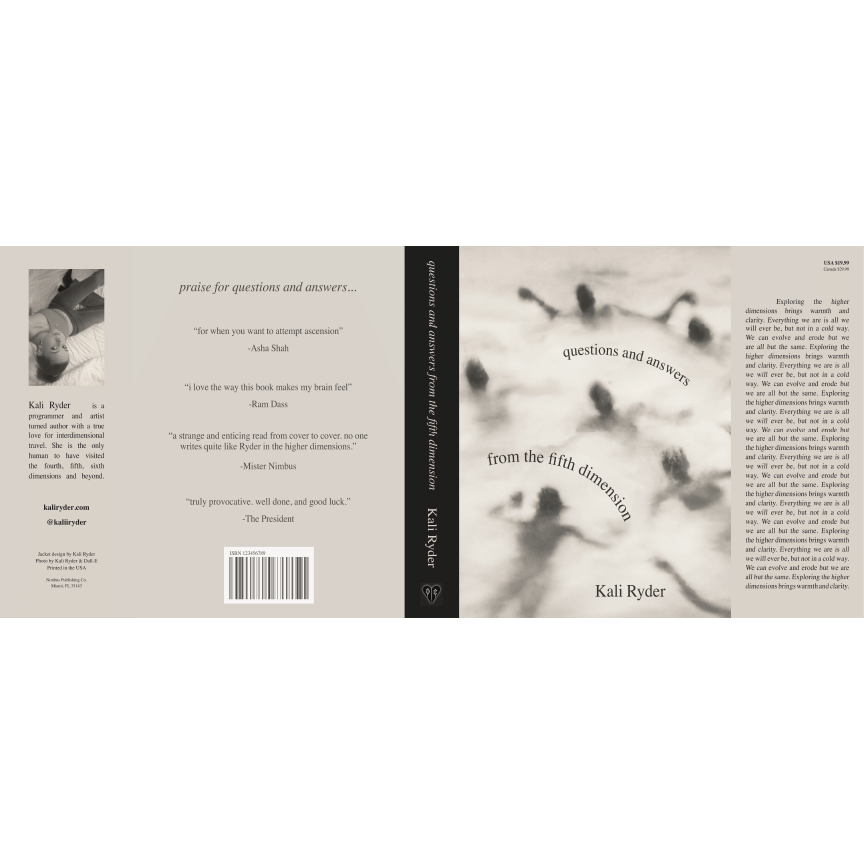 Kali Ryder is a
programmer and artist
turned author with a true
love for interdimensional
travel. She is the only
human to have visited
the fourth, fifth, sixth
dimensions and beyond.
kaliryder.com
@kaliiryder
Jacket design by Kali Ryder
Photo by Kali Ryder & Dall-E
Printed in the USA
Nimbus Publishing Co.
Miami, FL 33143
praise for questions and answers...
“for when you want to attempt ascension”
-Asha Shah
“i love the way this book makes my brain feel”
-Ram Dass
“a strange and enticing read from cover to cover. no one
writes quite like Ryder in the higher dimensions.”
-Mister Nimbus
“truly provocative. well done, and good luck.”
-The President
ISBN 123456789
questions and answers from the fifth dimension Kali Ryder
questions and answers
from the fifth dimension
Kali Ryder
USA $19.99
Canada $29.99
Exploring the higher
dimensions brings warmth and
clarity. Everything we are is all we
will ever be, but not in a cold way.
We can evolve and erode but we
are all but the same. Exploring the
higher dimensions brings warmth
and clarity. Everything we are is all
we will ever be, but not in a cold
way. We can evolve and erode but
we are all but the same. Exploring
the higher dimensions brings warmth
and clarity. Everything we are is all
we will ever be, but not in a cold
way. We can evolve and erode but
we are all but the same. Exploring
the higher dimensions brings warmth
and clarity. Everything we are is all
we will ever be, but not in a cold
way. We can evolve and erode but
we are all but the same. Exploring
the higher dimensions brings warmth
and clarity. Everything we are is all
we will ever be, but not in a cold
way. We can evolve and erode but
we are all but the same. Exploring
the higher dimensions brings warmth
and clarity. Everything we are is all
we will ever be, but not in a cold way.
We can evolve and erode but we are
all but the same. Exploring the higher
dimensions brings warmth and clarity.